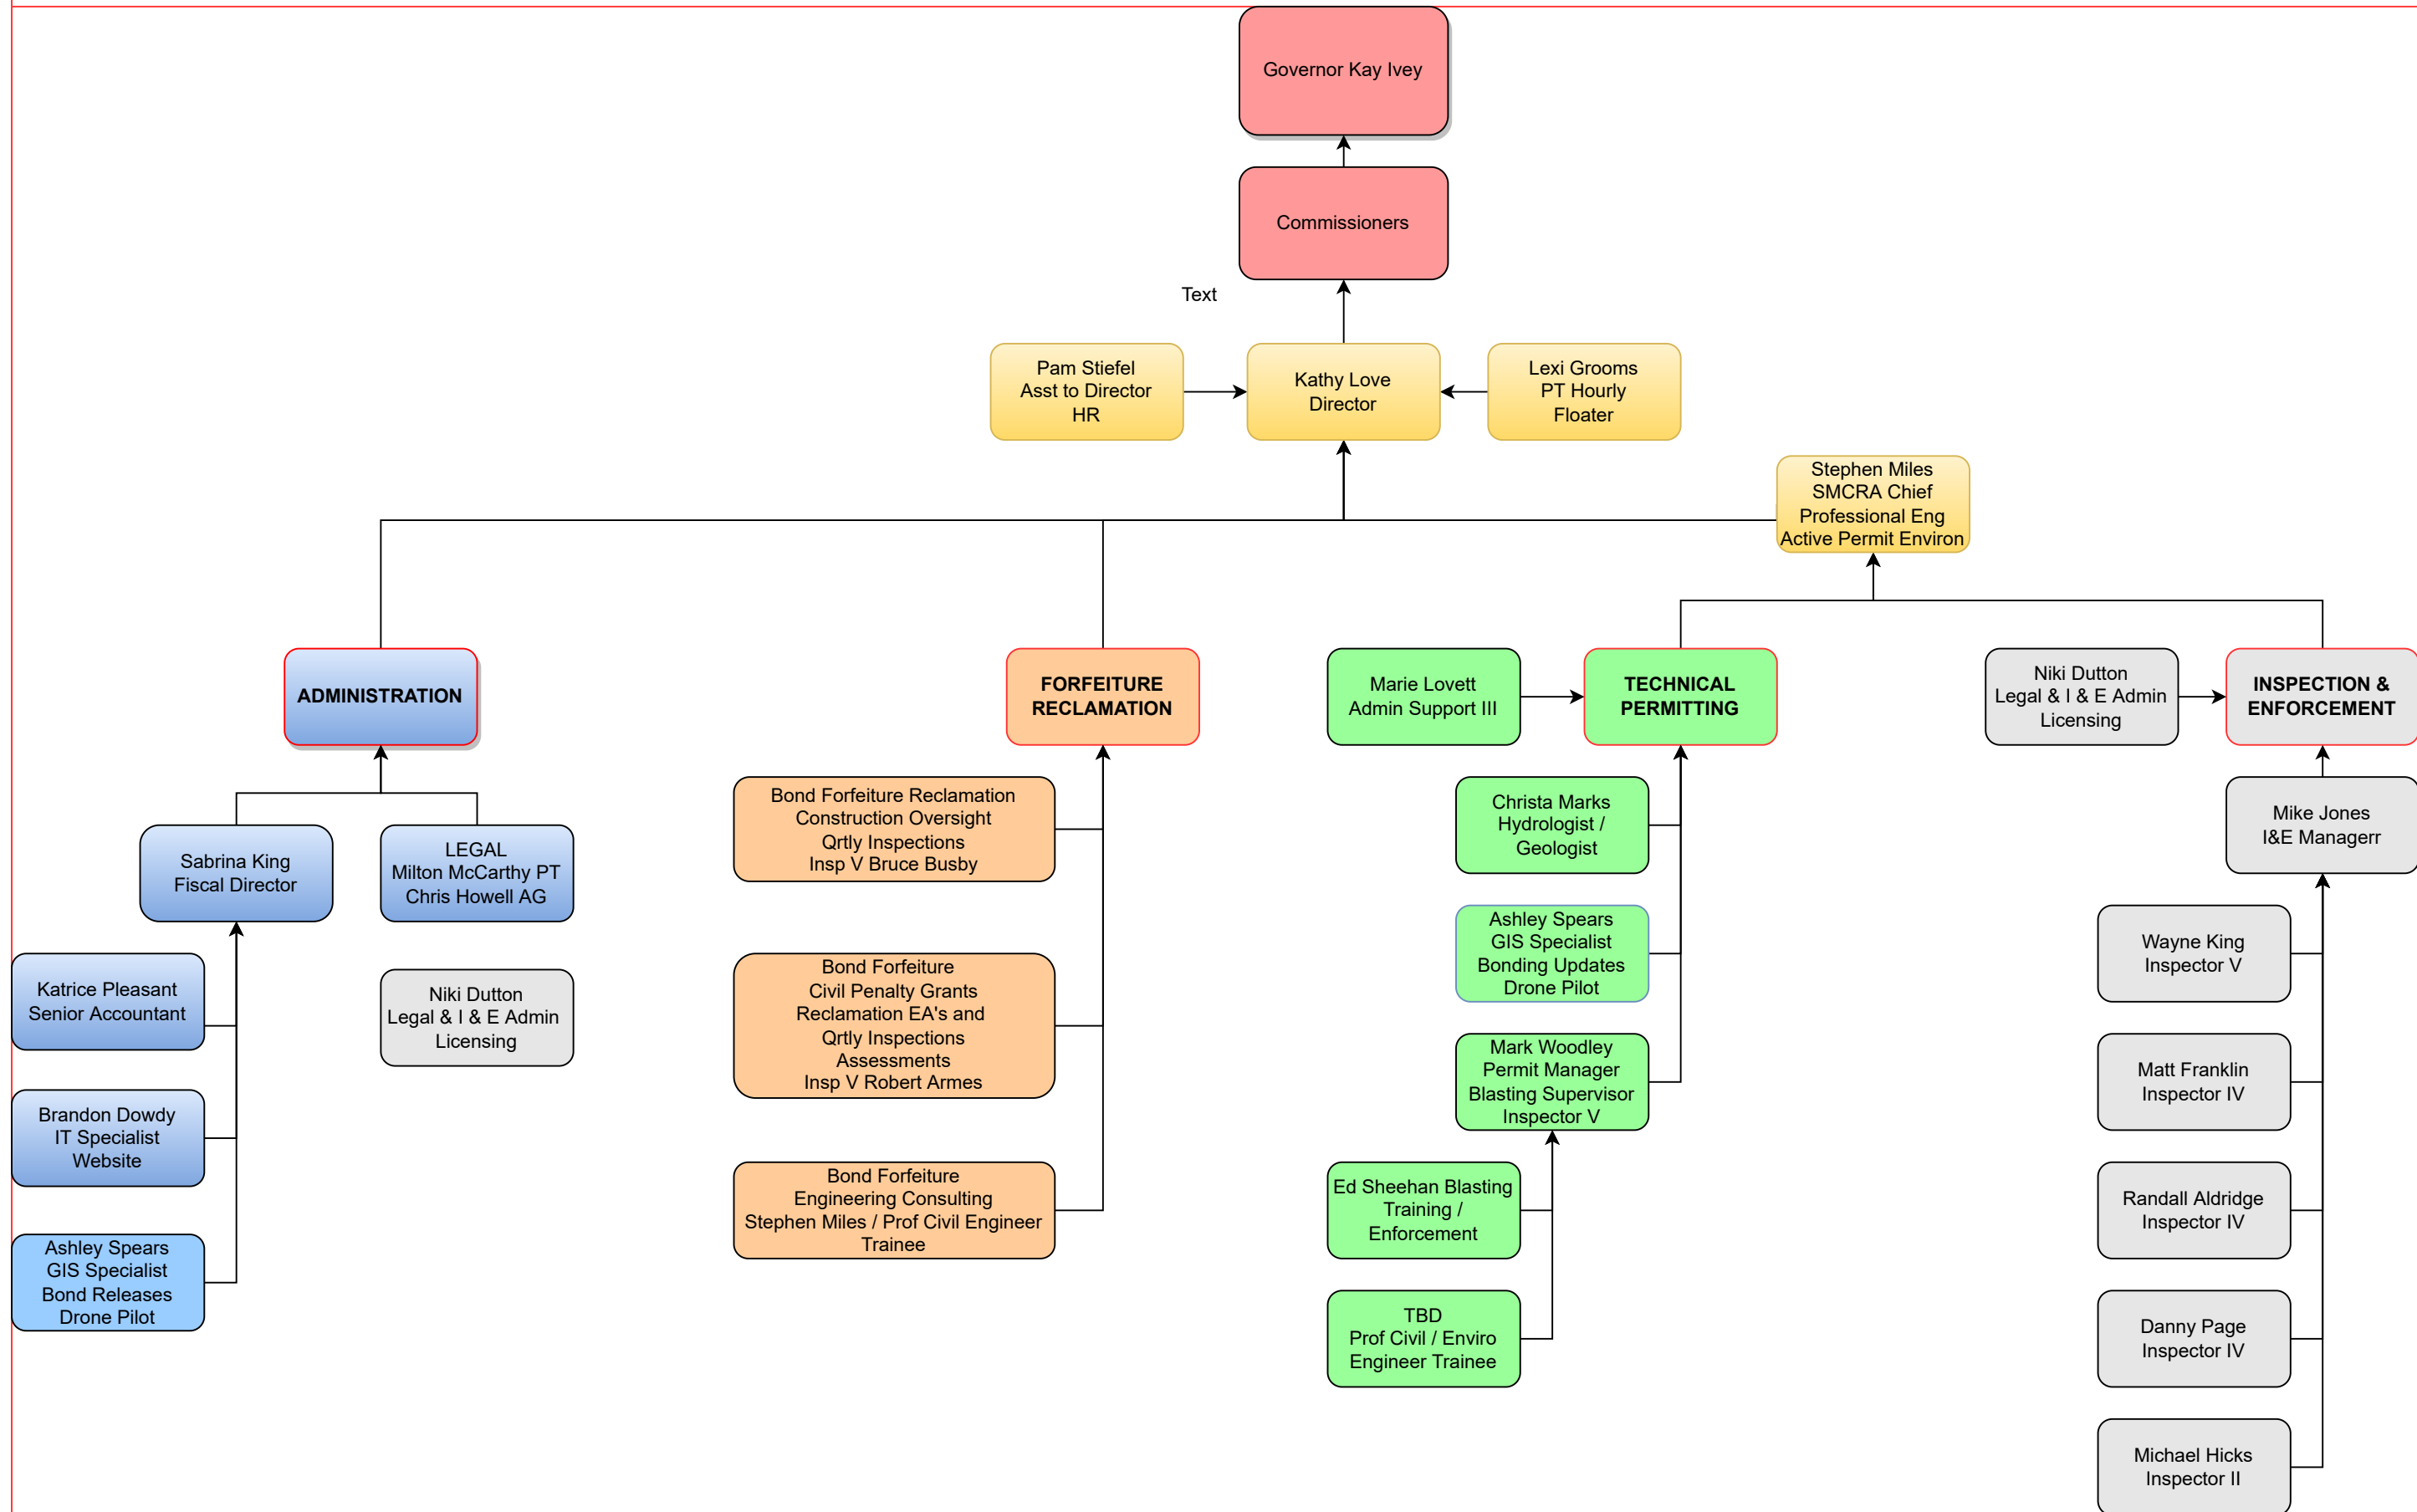 Governor Kay Ivey
Commissioners
Text
Pam Stiefel
Asst to Director
HR
Kathy Love
Director
Lexi Grooms
PT Hourly
Floater
Stephen Miles
SMCRA Chief
Professional Eng
Active Permit Environ
ADMINISTRATION
FORFEITURE
RECLAMATION
Marie Lovett
Admin Support III
TECHNICAL
PERMITTING
Niki Dutton
Legal & I & E Admin
Licensing
INSPECTION &
ENFORCEMENT
Sabrina King
Fiscal Director
LEGAL
Milton McCarthy PT
Chris Howell AG
Katrice Pleasant
Senior Accountant
Niki Dutton
Legal & I & E Admin
Licensing
Brandon Dowdy
IT Specialist
Website
Ashley Spears
GIS Specialist
Bond Releases
Drone Pilot
Bond Forfeiture Reclamation
Construction Oversight
Qrtly Inspections
Insp V Bruce Busby
Bond Forfeiture
Civil Penalty Grants
Reclamation EA's and
Qrtly Inspections
Assessments
Insp V Robert Armes
Bond Forfeiture
Engineering Consulting
Stephen Miles / Prof Civil Engineer
Trainee
Christa Marks
Hydrologist /
Geologist
Ashley Spears
GIS Specialist
Bonding Updates
Drone Pilot
Mark Woodley
Permit Manager
Blasting Supervisor
Inspector V
Ed Sheehan Blasting
Training /
Enforcement
TBD
Prof Civil / Enviro
Engineer Trainee
Mike Jones
I&E Managerr
Wayne King
Inspector V
Matt Franklin
Inspector IV
Randall Aldridge
Inspector IV
Danny Page
Inspector IV
Michael Hicks
Inspector II